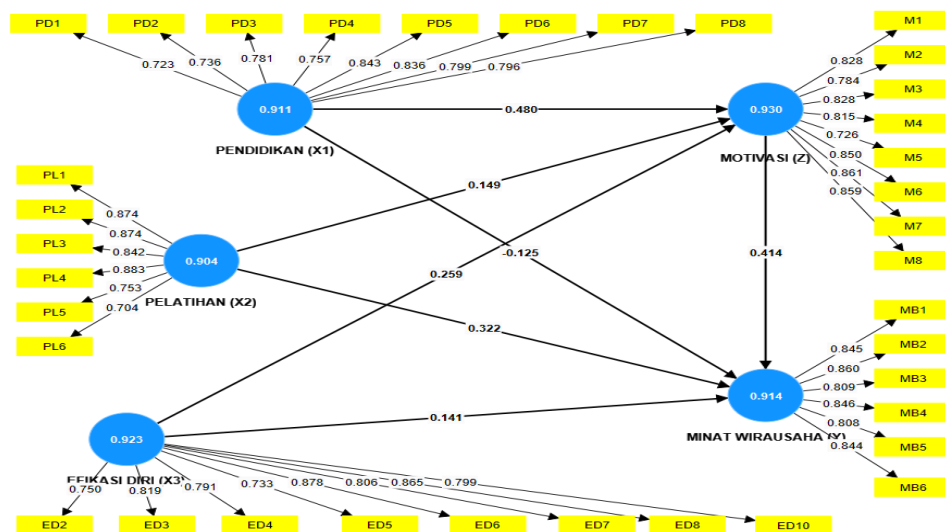 PD1 PD2 PD3 PD4 PD5 PD6 PD7 PD8
0.723 0.736 0.781 0.757 0.843 0.836 0.799 0.796
0.911
PENDIDIKAN (X1)
M1
M2
M3
M4
M5
M6
M7
M8
0.828
0.784
0.828
0.815
0.726
0.850
0.861
0.859
0.930
MOTIVASI (Z)
0.480
0.149
0.259
-0.125
0.414
0.322
0.141
PL1
PL2
PL3
PL4
PL5
PL6
0.874
0.874
0.842
0.883
0.753
0.704
0.904
PELATIHAN (X2)
MB1
MB2
MB3
MB4
MB5
MB6
0.845
0.860
0.809
0.846
0.808
0.844
0.914
MINAT WIRAUSAHA (Y)
0.923
EFIKASI DIRI (X3)
0.750 0.819 0.791 0.733 0.878 0.806 0.865 0.799
ED2 ED3 ED4 ED5 ED6 ED7 ED8 ED10